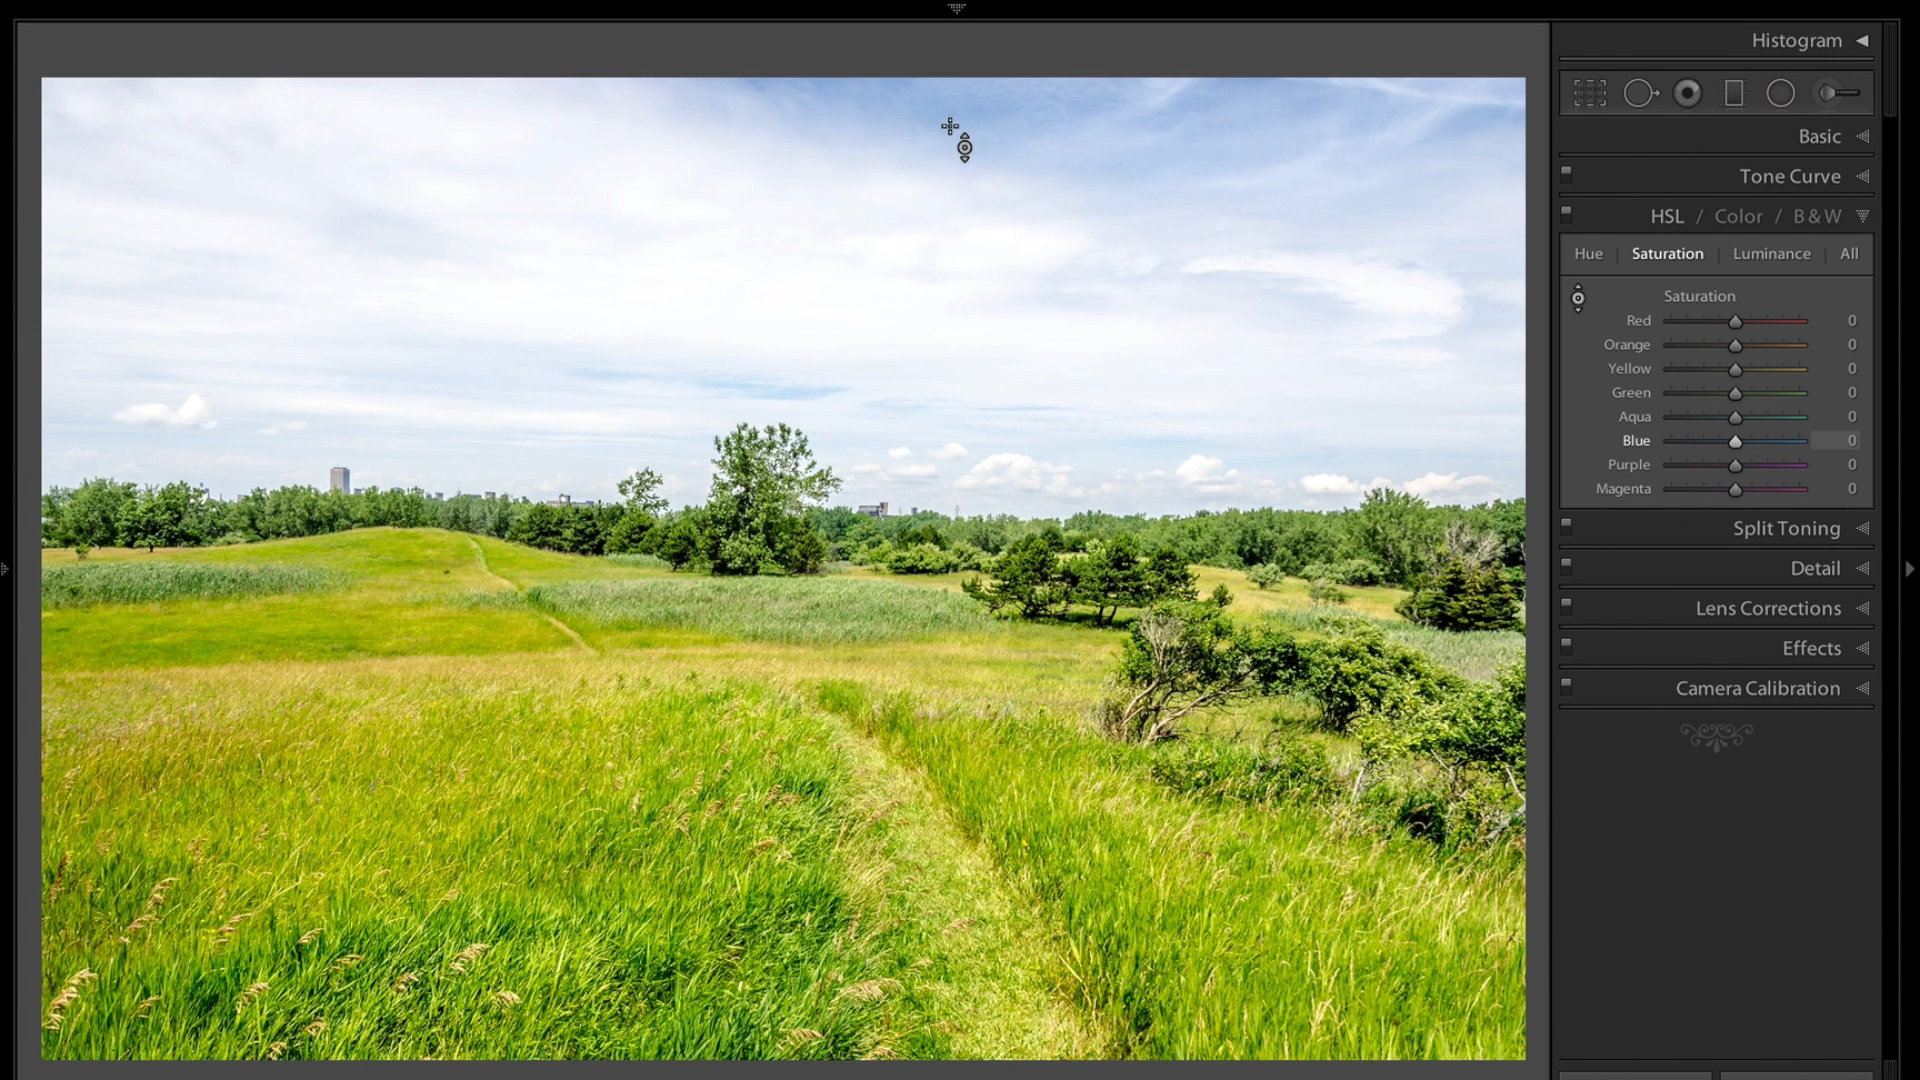 Histogram
Basic
Tone Curve
HSL / Color / B & W
Hue Saturation Luminance All
Saturation
Red 0
Orange 0
Yellow 0
Green 0
Aqua 0
Blue 0
Purple 0
Magenta 0
Split Toning
Detail
Lens Corrections
Effects
Camera Calibration